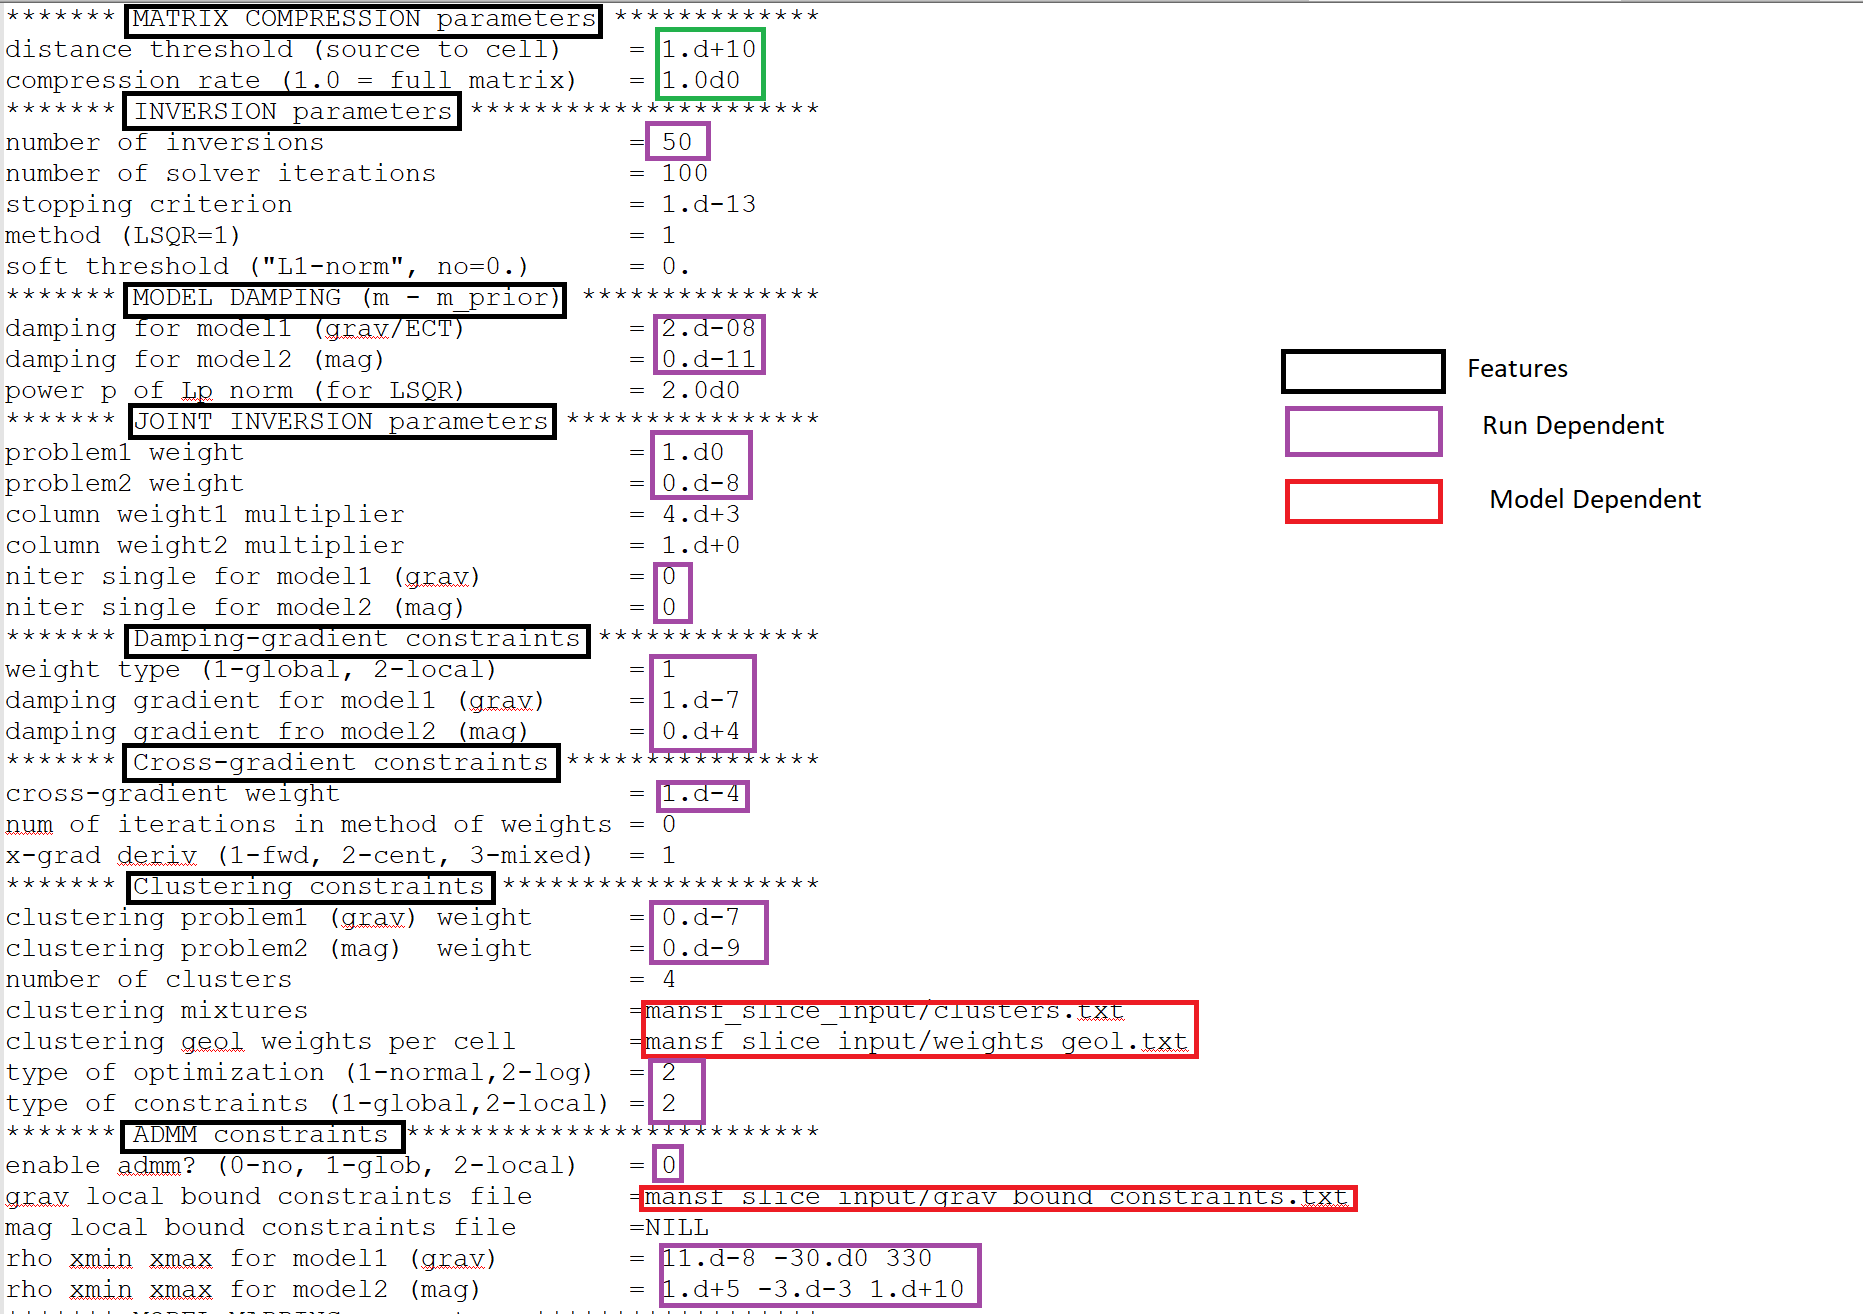 ******* MATRIX COMPRESSION parameters *************
distance threshold (source to cell) = 1.d+10
compression rate (1.0 = full matrix) = 1.0d0
******* INVERSION parameters **********************
number of inversions = 50
number of solver iterations = 100
stopping criterion = 1.d-13
method (LSQR=1) = 1
soft threshold ("L1-norm", no=0.) = 0.
******* MODEL DAMPING (m - m_prior) ***************
damping for model1 (grav/ECT) = 2.d-08
damping for model2 (mag) = 0.d-11
Features
power p of Lp norm (for LSQR) = 2.0d0
******* JOINT INVERSION parameters ****************
Run Dependent
problem1 weight = 1.d0
problem2 weight = 0.d-8
Model Dependent
column weight1 multiplier = 4.d+3
column weight2 multiplier = 1.d+0
niter single for model1 (grav) = 0
niter single for model2 (mag) = 0
******* Damping-gradient constraints **************
weight type (1-global, 2-local) = 1
damping gradient for model1 (grav) = 1.d-7
damping gradient fro model2 (mag) = 0.d+4
******* Cross-gradient constraints ****************
cross-gradient weight = 1.d-4
num of iterations in method of weights = 0
x-grad deriv (1-fwd, 2-cent, 3-mixed) = 1
******* Clustering constraints ********************
clustering problem1 (grav) weight = 0.d-7
clustering problem2 (mag)  weight = 0.d-9
number of clusters = 4
clustering mixtures =mansf_slice_input/clusters.txt
clustering geol weights per cell =mansf_slice_input/weights_geol.txt
type of optimization (1-normal,2-log) = 2
type of constraints (1-global,2-local) = 2
******* ADMM constraints **************************
enable admm? (0-no, 1-glob, 2-local) = 0
grav local bound constraints file =mansf_slice_input/grav_bound_constraints.txt
mag local bound constraints file =NILL
rho xmin xmax for model1 (grav) = 11.d-8 -30.d0 330
rho xmin xmax for model2 (mag) = 1.d+5 -3.d-3 1.d+10